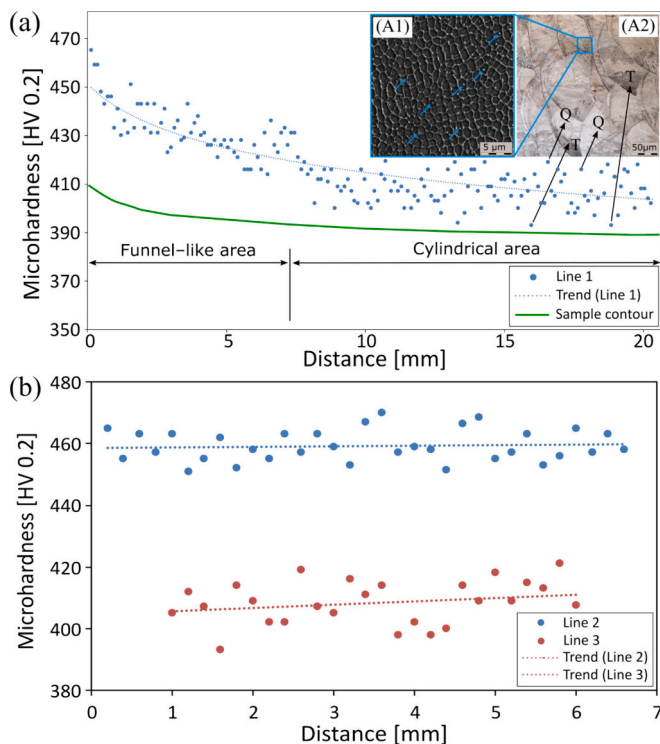 (a)
Microhardness [HV 0.2]
470
450
430
410
390
370
350
(A1)
5 µm
(A2)
T
Q
Q
T
50µm
Funnel–like area
Cylindrical area
Line 1
Trend (Line 1)
Sample contour
0
5
10
15
20
Distance [mm]
(b)
Microhardness [HV 0.2]
480
460
440
420
400
380
Line 2
Line 3
Trend (Line 2)
Trend (Line 3)
0
1
2
3
4
5
6
7
Distance [mm]